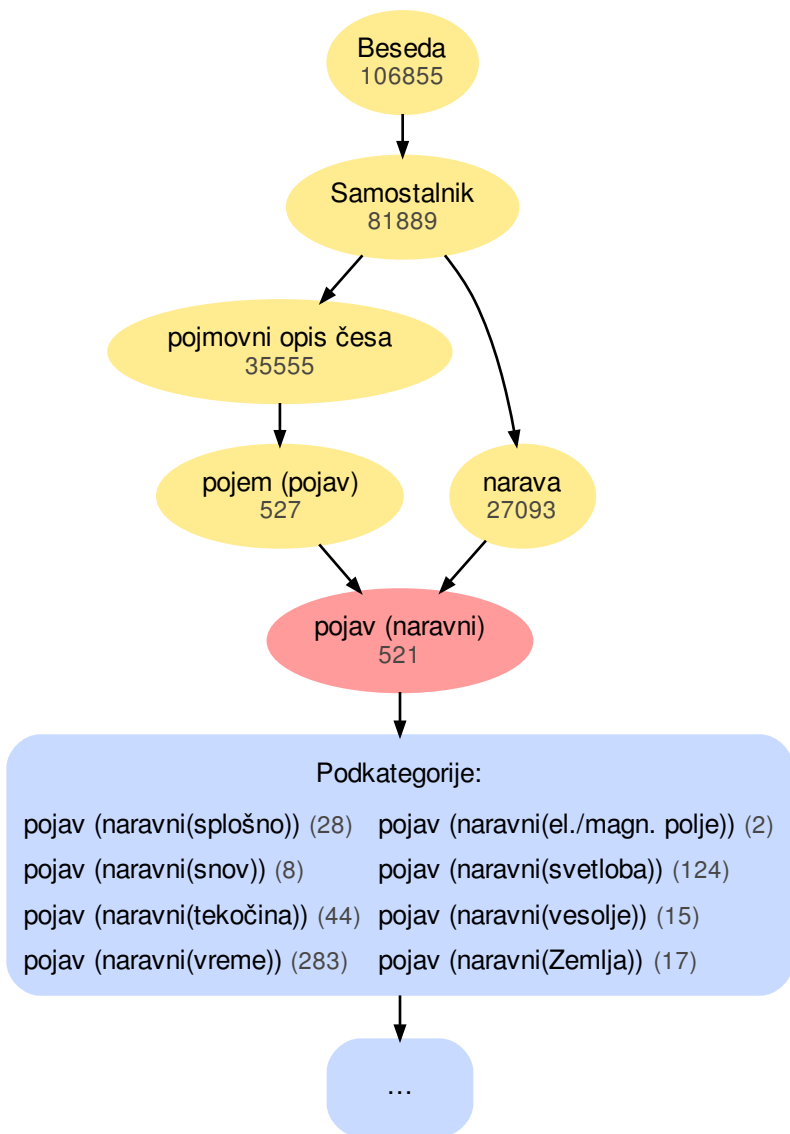 Beseda
106855
Samostalnik
81889
pojmovni opis česa
35555
pojem (pojav)
527
narava
27093
pojav (naravni)
521
Podkategorije:
pojav (naravni(splošno)) (28) pojav (naravni(el./magn. polje)) (2)
pojav (naravni(snov)) (8) pojav (naravni(svetloba)) (124)
pojav (naravni(tekočina)) (44) pojav (naravni(vesolje)) (15)
pojav (naravni(vreme)) (283) pojav (naravni(Zemlja)) (17)
…